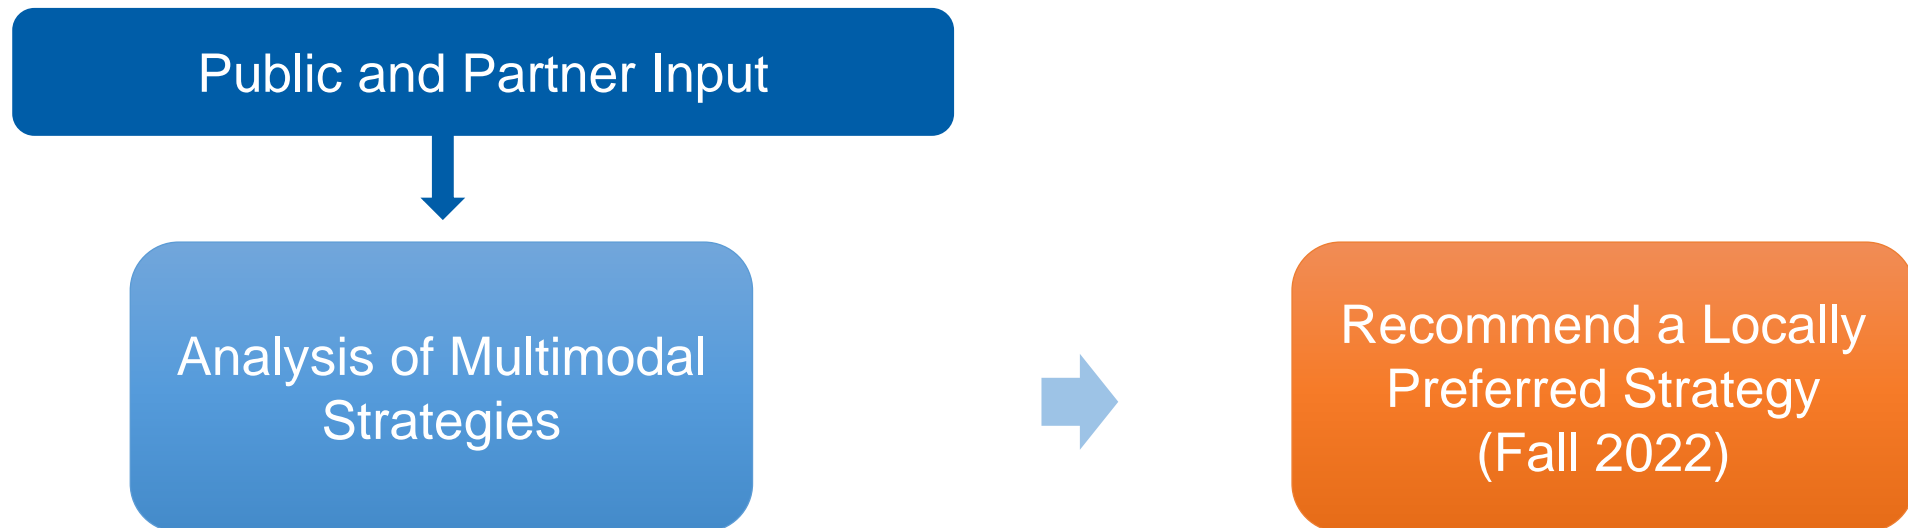 Public and Partner Input
Analysis of Multimodal
Strategies
Recommend a Locally
Preferred Strategy
(Fall 2022)